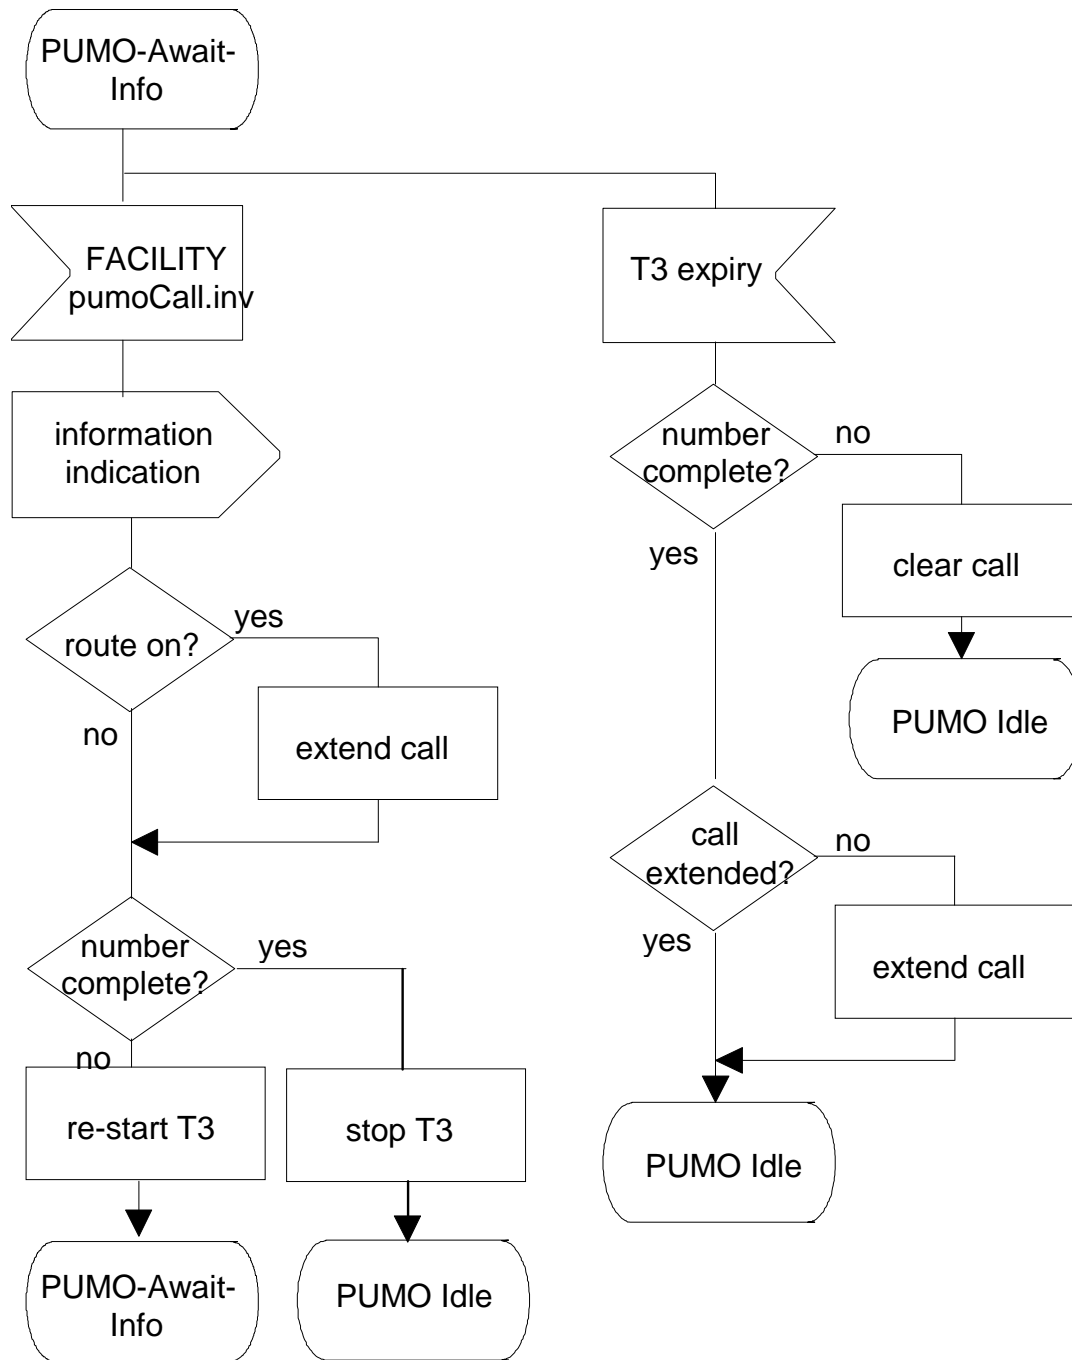 PUMO-Await-
Info
FACILITY
pumoCall.inv
T3 expiry
information
indication
number
complete?
no
yes
clear call
route on?
yes
no
extend call
PUMO Idle
call
extended?
no
yes
extend call
number
complete?
yes
no
re-start T3
stop T3
PUMO Idle
PUMO-Await-
Info
PUMO Idle